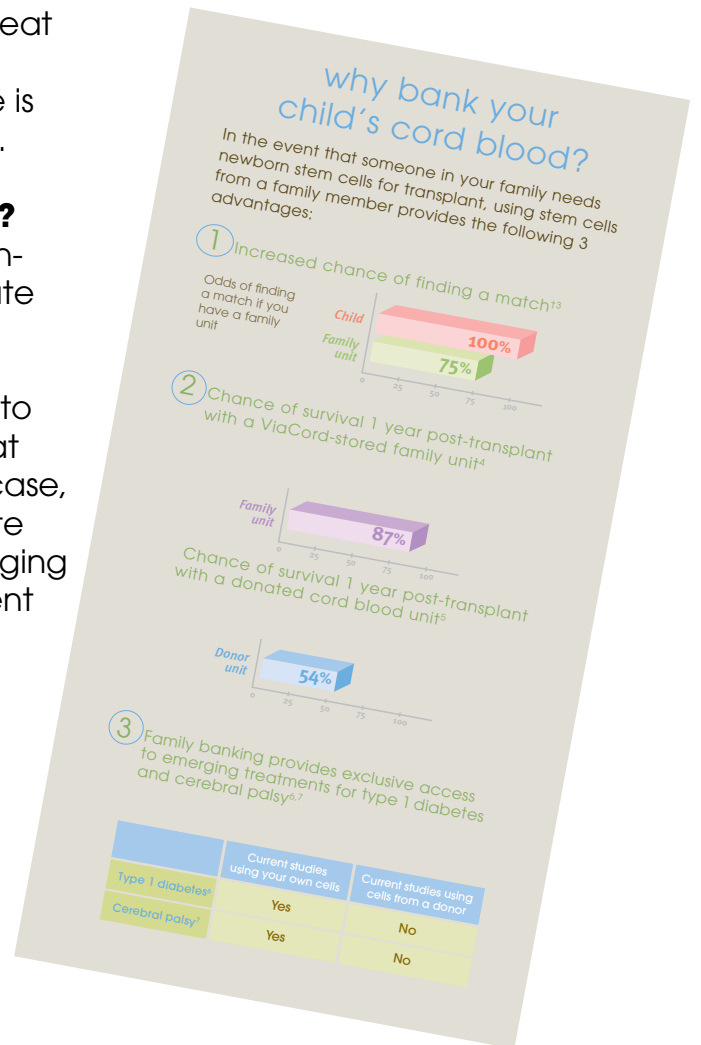 eat
e is
.
?
n-
te
to
at
case,
re
ging
ent
why bank your
child's cord blood?
In the event that someone in your family needs
newborn stem cells for transplant, using stem cells
from a family member provides the following 3
advantages:
1 Increased chance of finding a match¹³
Odds of finding
a match if you
have a family
unit
Child
100%
Family
unit
75%
0 25 50 75 100
2 Chance of survival 1 year post-transplant
with a ViaCord-stored family unit⁴
Family
unit
87%
0 25 50 75 100
Chance of survival 1 year post-transplant
with a donated cord blood unit⁵
Donor
unit
54%
0 25 50 75 100
3 Family banking provides exclusive access
to emerging treatments for type 1 diabetes
and cerebral palsy⁶,⁷
Current studies
using your own cells
Current studies using
cells from a donor
Type 1 diabetes⁶ Yes No
Cerebral palsy⁷ Yes No